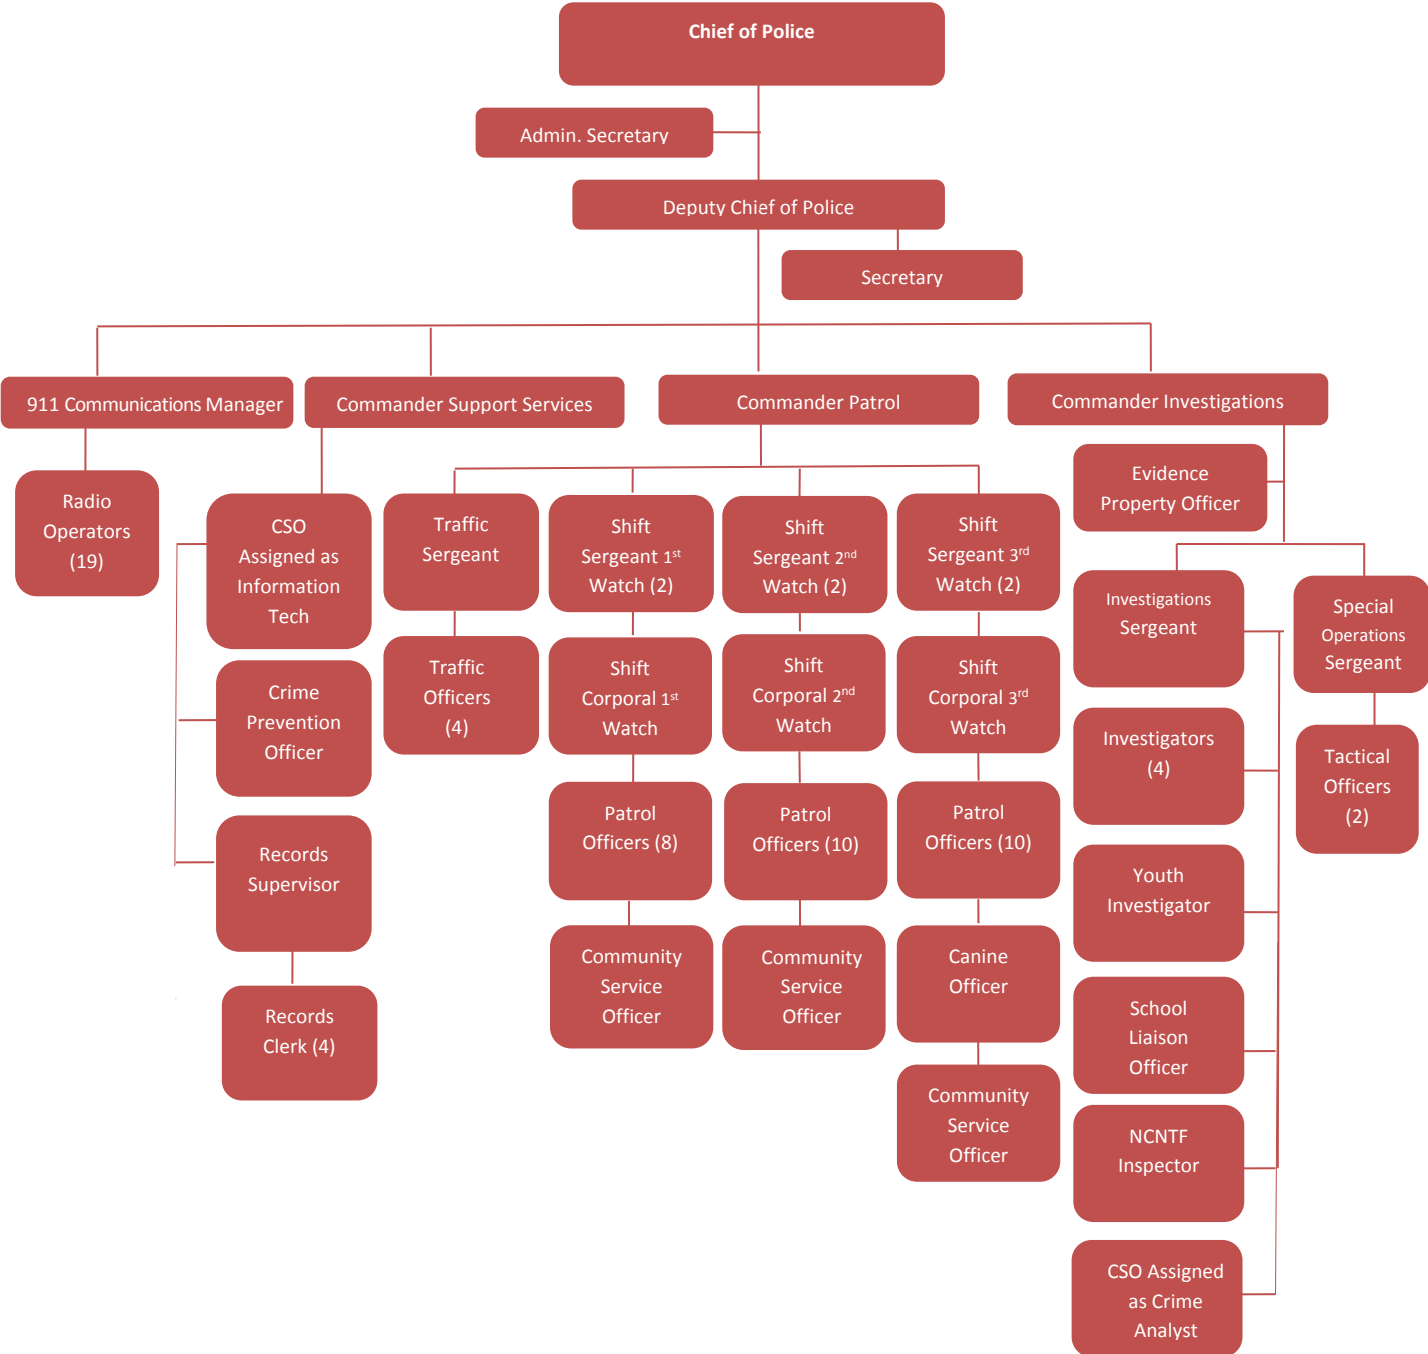 Chief of Police
Admin. Secretary
Deputy Chief of Police
Secretary
911 Communications Manager
Commander Support Services
Commander Patrol
Commander Investigations
Radio
Operators
(19)
CSO
Assigned as
Information
Tech
Crime
Prevention
Officer
Records
Supervisor
Records
Clerk (4)
Traffic
Sergeant
Traffic
Officers
(4)
Shift
Sergeant 1st
Watch (2)
Shift
Corporal 1st
Watch
Patrol
Officers (8)
Community
Service
Officer
Shift
Sergeant 2nd
Watch (2)
Shift
Corporal 2nd
Watch
Patrol
Officers (10)
Community
Service
Officer
Shift
Sergeant 3rd
Watch (2)
Shift
Corporal 3rd
Watch
Patrol
Officers (10)
Canine
Officer
Community
Service
Officer
Evidence
Property Officer
Investigations
Sergeant
Investigators
(4)
Youth
Investigator
School
Liaison
Officer
NCNTF
Inspector
CSO Assigned
as Crime
Analyst
Special
Operations
Sergeant
Tactical
Officers
(2)